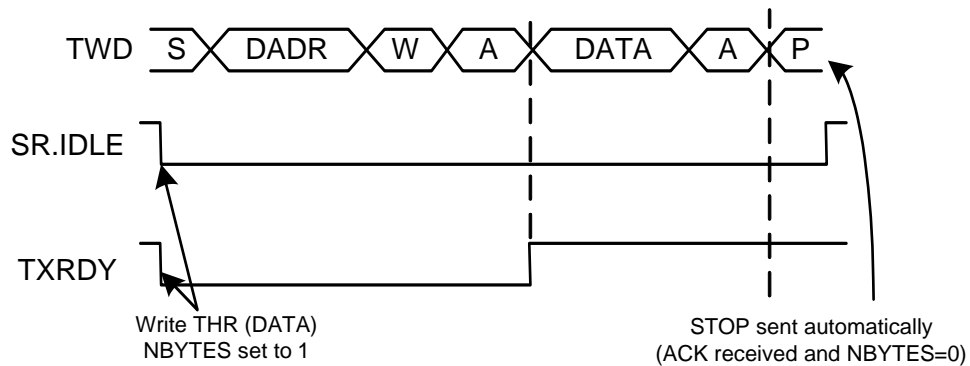 TWD S DADR W A DATA A P
SR.IDLE
TXRDY
Write THR (DATA)
NBYTES set to 1
STOP sent automatically
(ACK received and NBYTES=0)